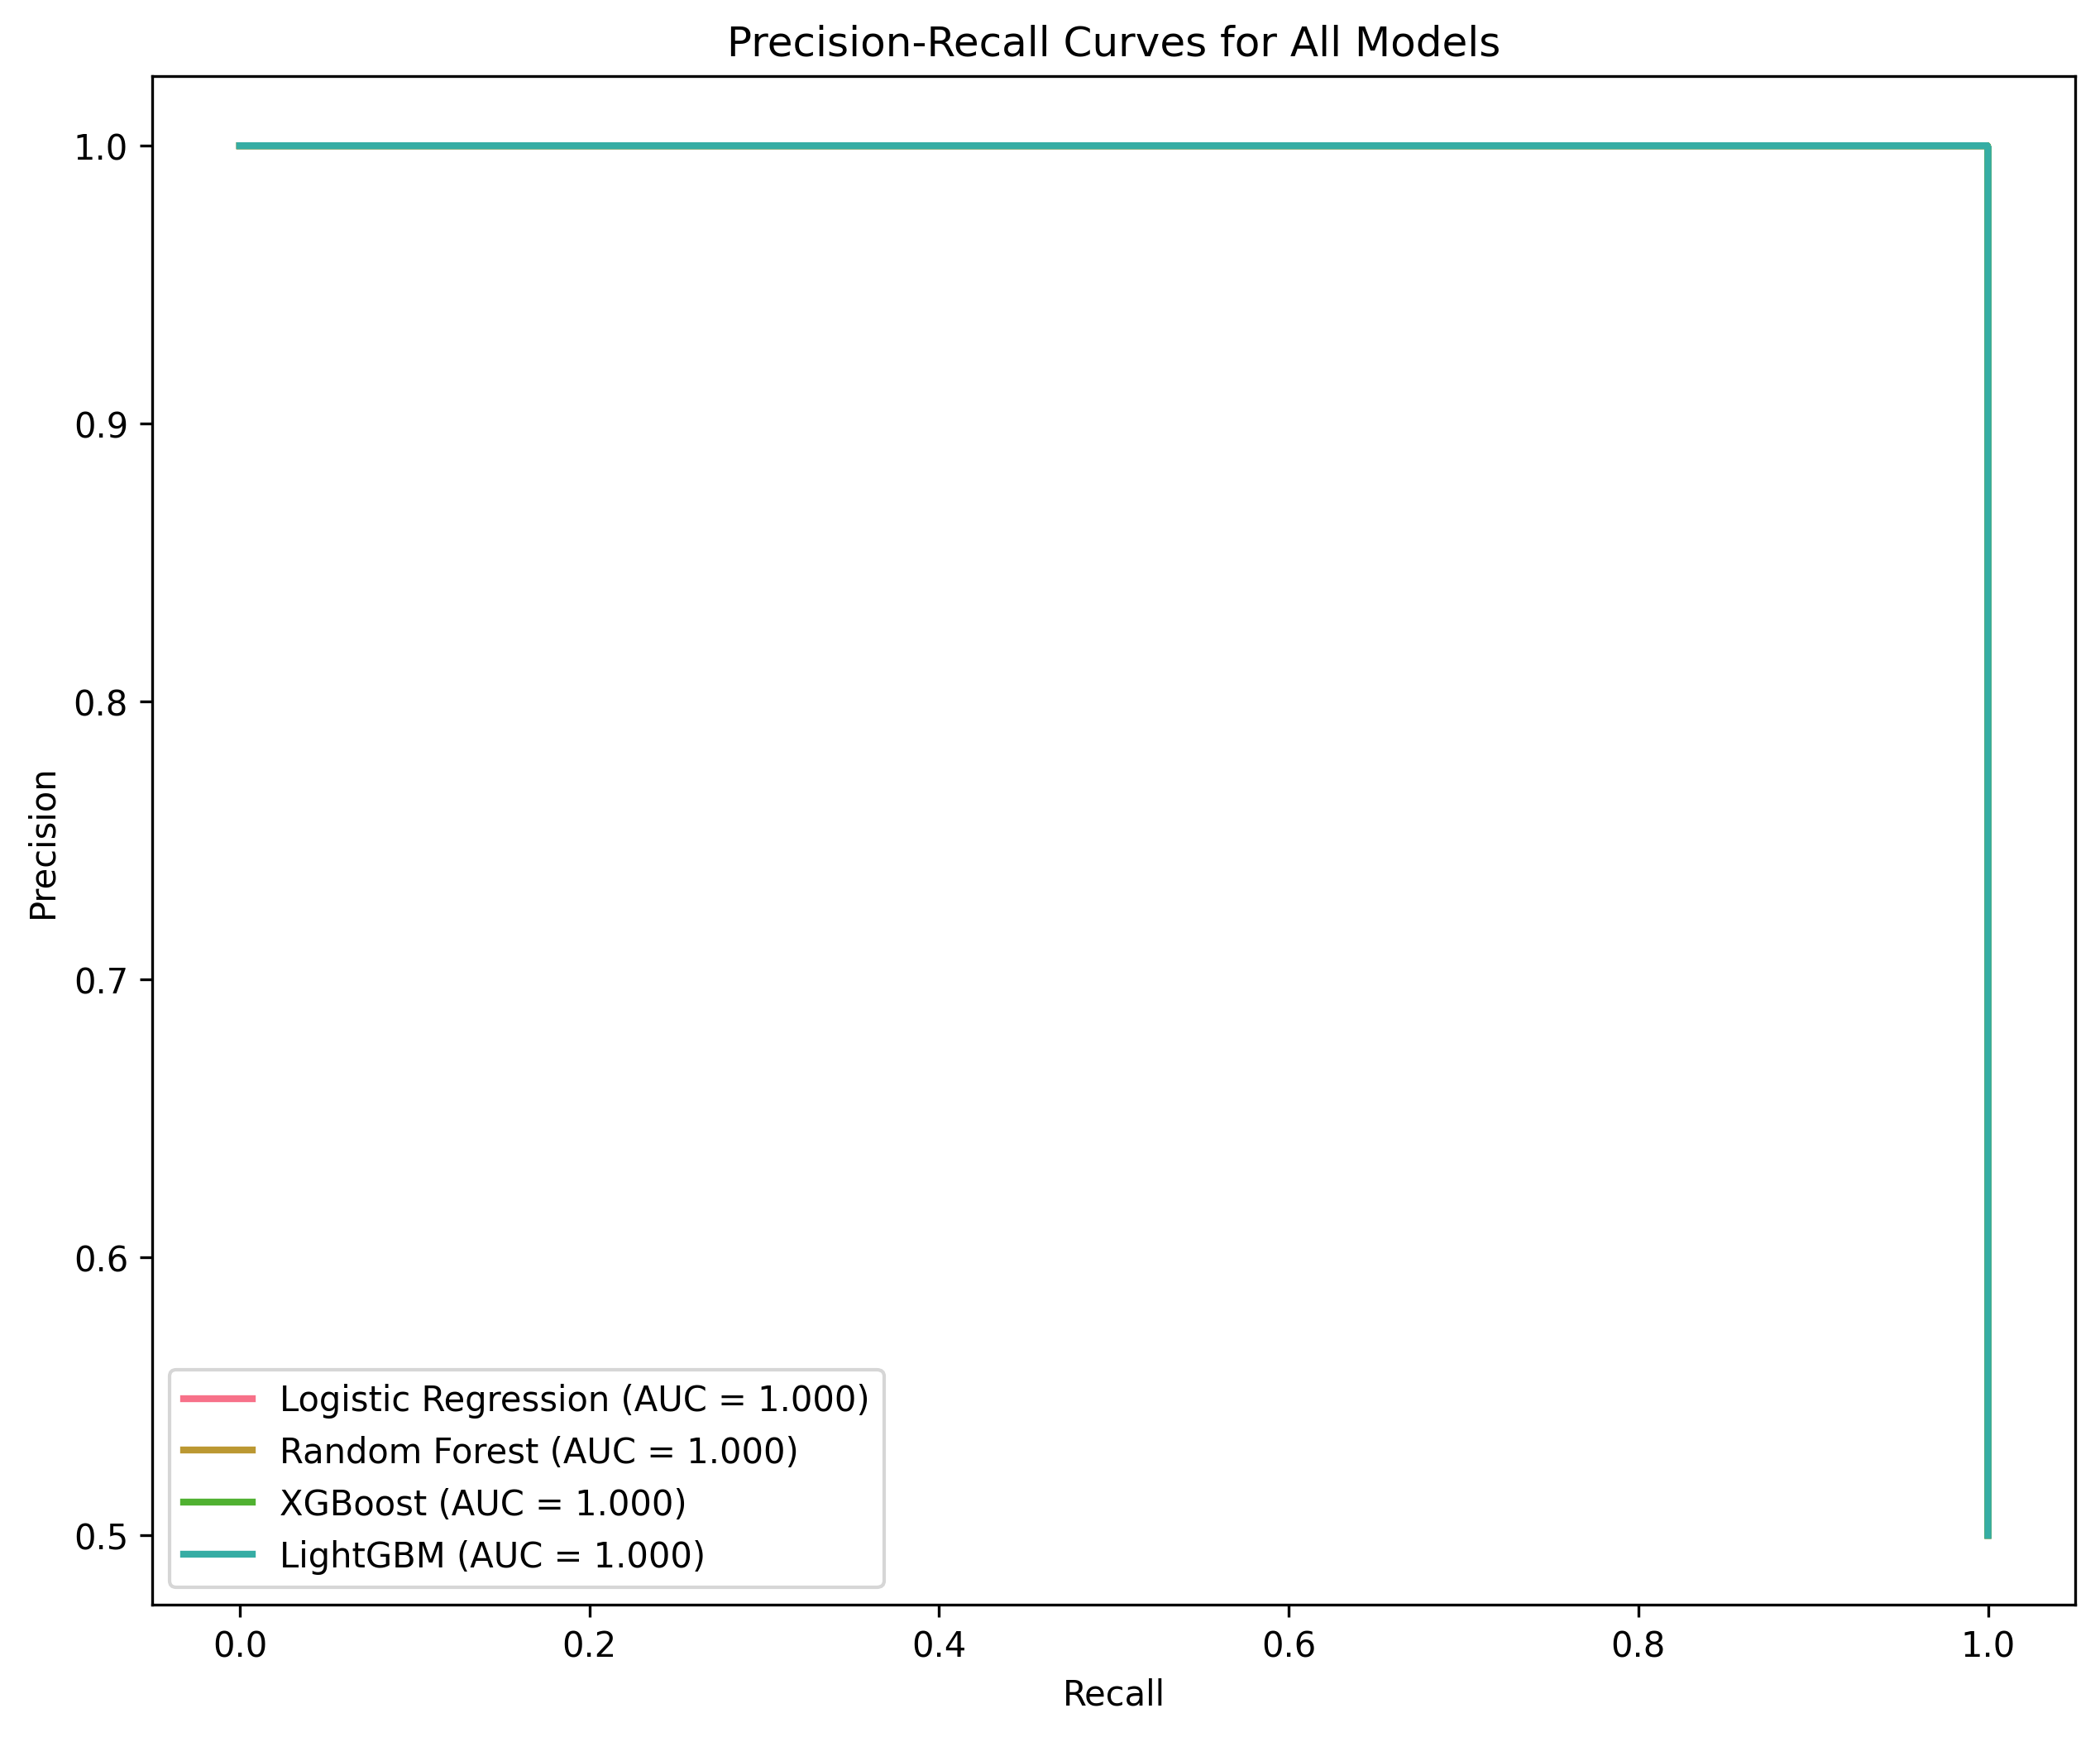 Precision-Recall Curves for All Models
1.0
0.9
0.8
0.7
0.6
0.5
Precision
Logistic Regression (AUC = 1.000)
Random Forest (AUC = 1.000)
XGBoost (AUC = 1.000)
LightGBM (AUC = 1.000)
0.0 0.2 0.4 0.6 0.8 1.0
Recall